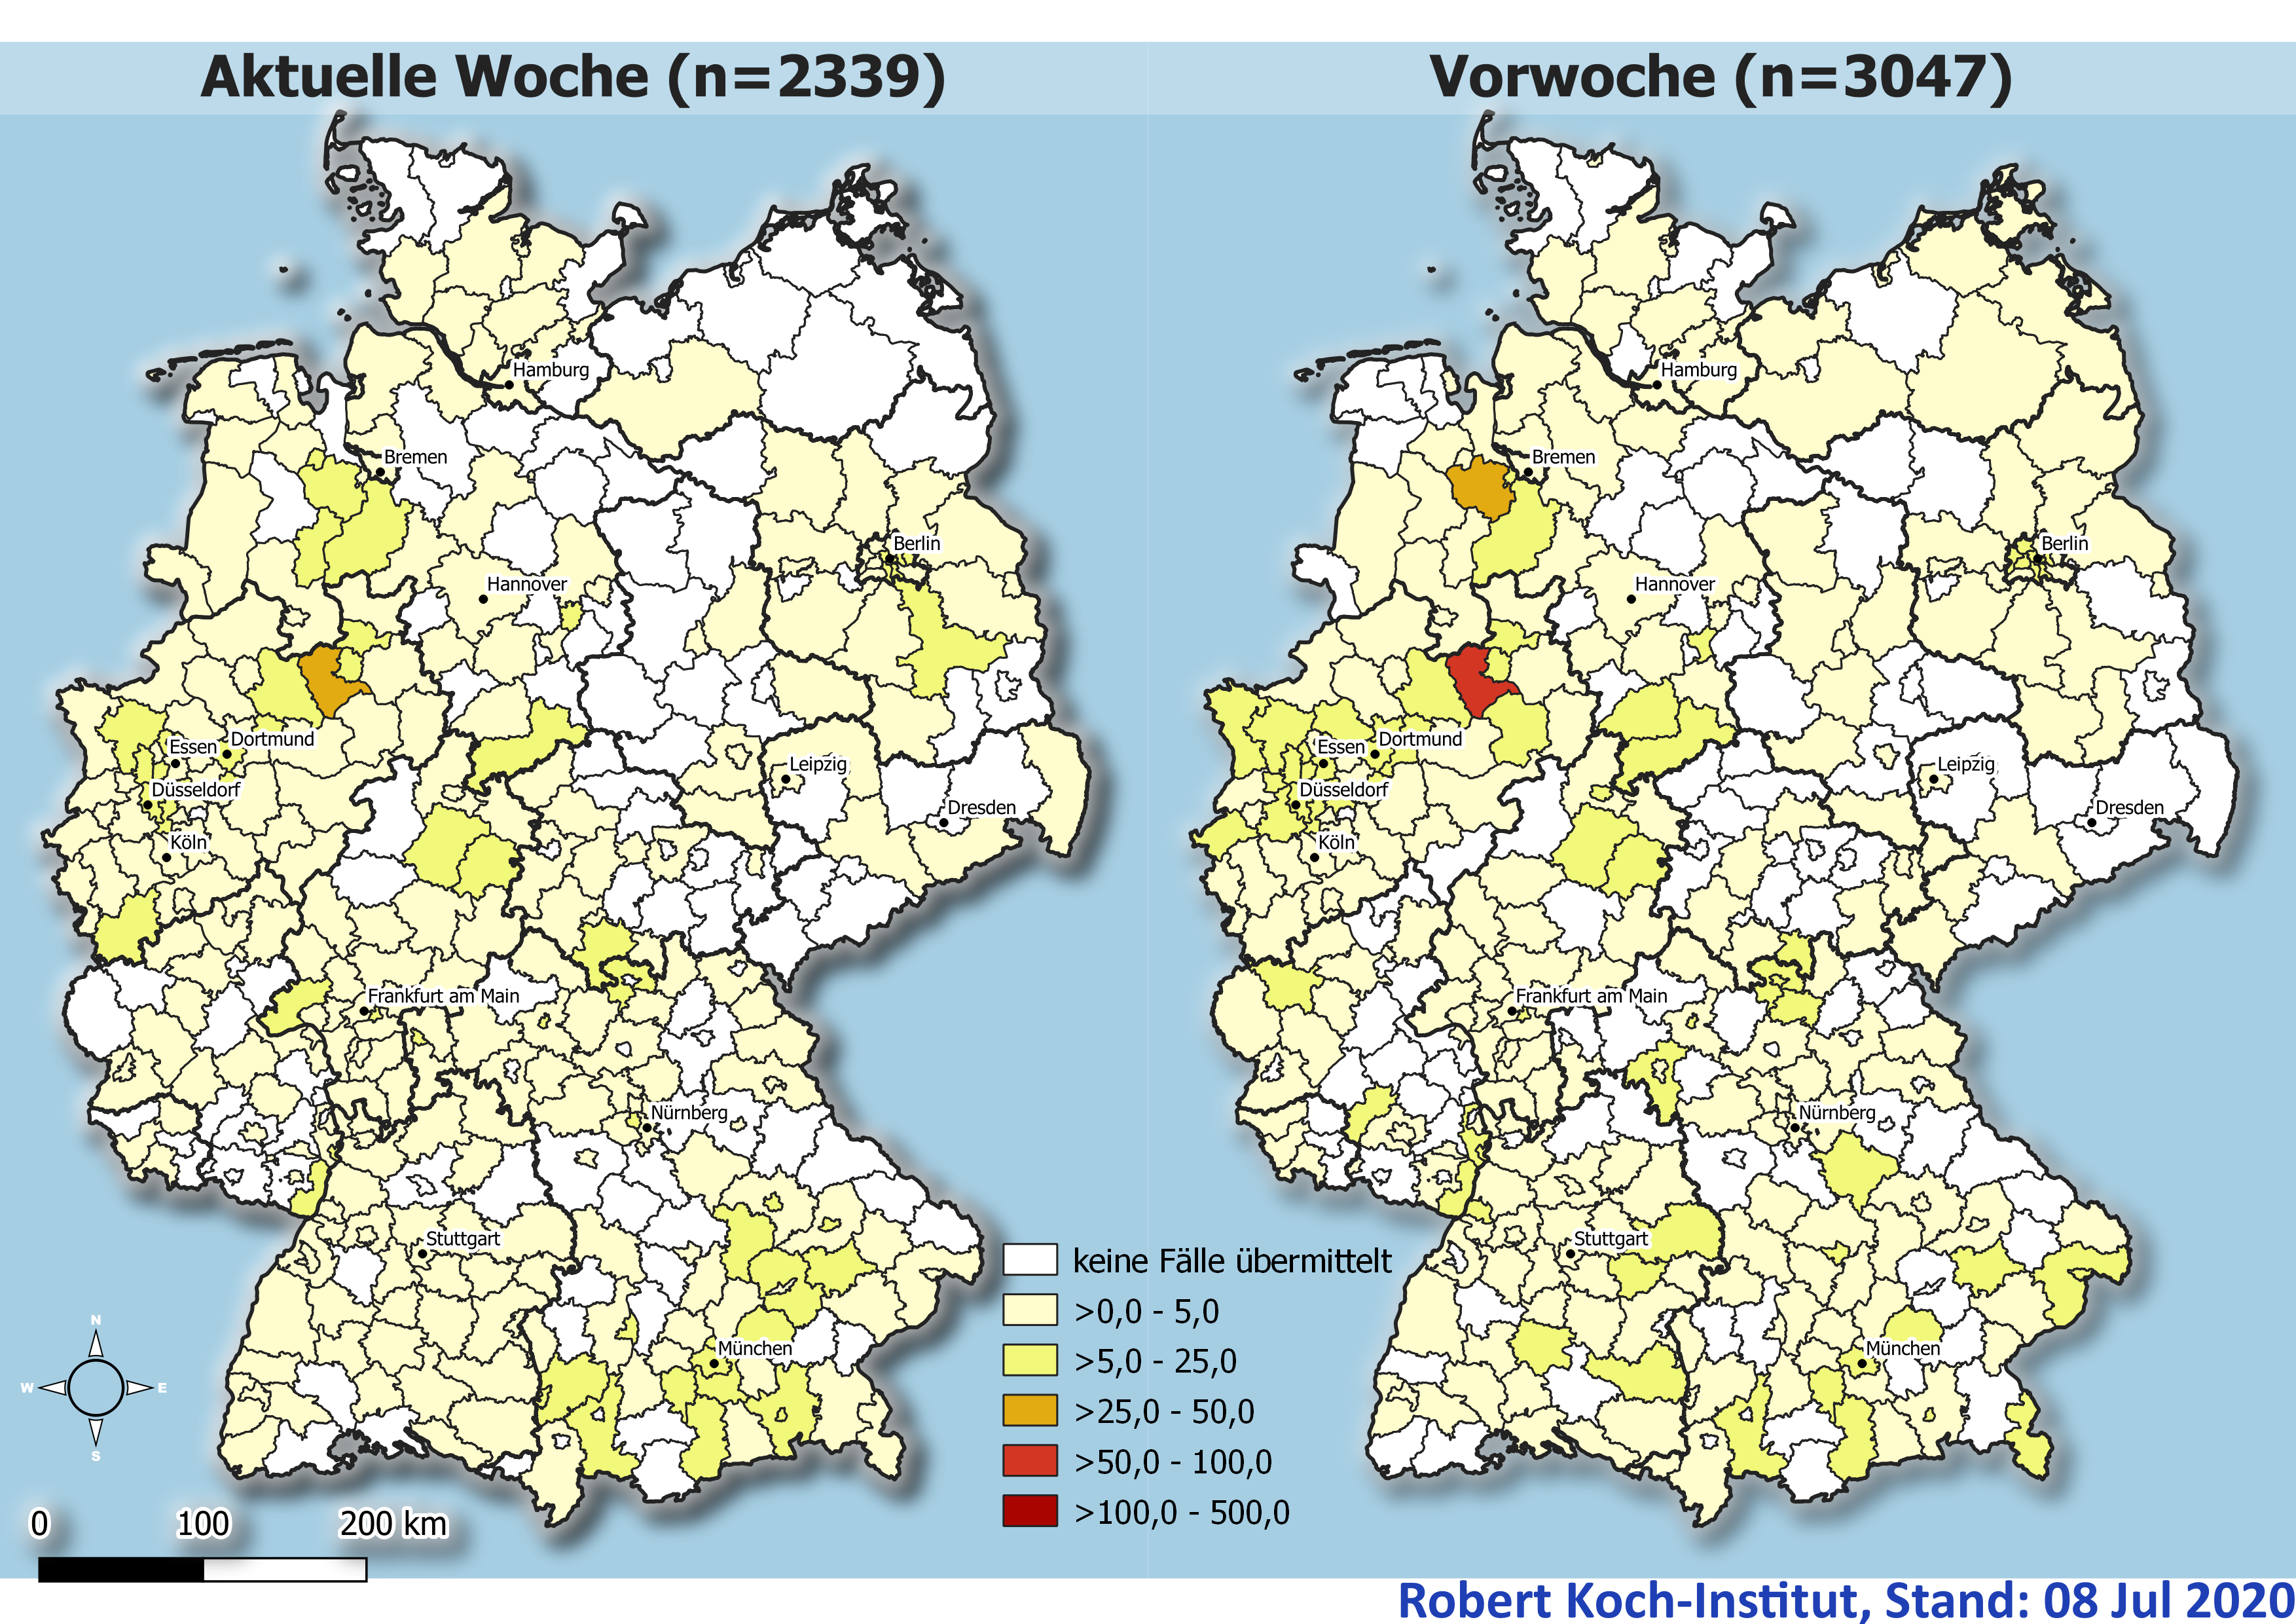 Aktuelle Woche (n=2339)
Vorwoche (n=3047)
Hamburg
Bremen
Berlin
Hannover
Essen
Dortmund
Düsseldorf
Köln
Leipzig
Dresden
Frankfurt am Main
Nürnberg
Stuttgart
München
Hamburg
Bremen
Berlin
Hannover
Essen
Dortmund
Düsseldorf
Köln
Leipzig
Dresden
Frankfurt am Main
Nürnberg
Stuttgart
München
keine Fälle übermittelt
>0,0 - 5,0
>5,0 - 25,0
>25,0 - 50,0
>50,0 - 100,0
>100,0 - 500,0
N
W E
S
0 100 200 km
Robert Koch-Institut, Stand: 08 Jul 2020